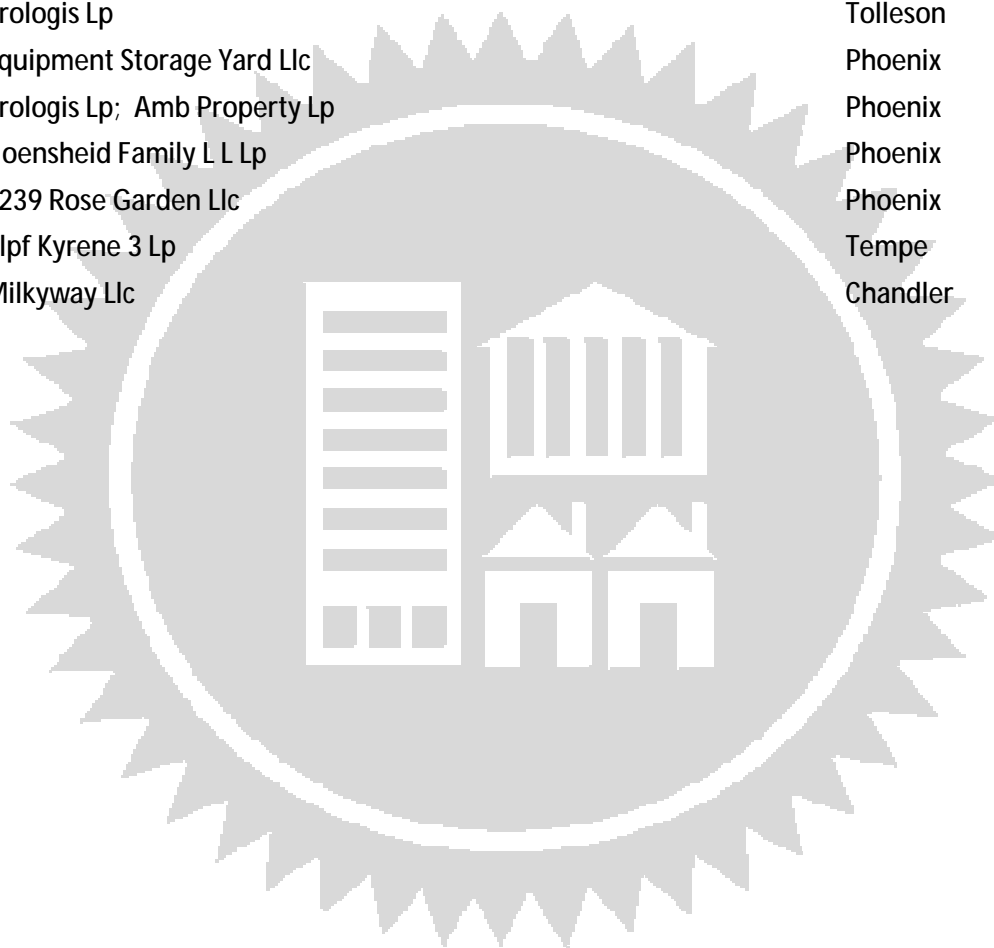 rologis Lp Tolleson
quipment Storage Yard Llc Phoenix
rologis Lp; Amb Property Lp Phoenix
oensheid Family L L Lp Phoenix
239 Rose Garden Llc Phoenix
lpf Kyrene 3 Lp Tempe
Milkyway Llc Chandler